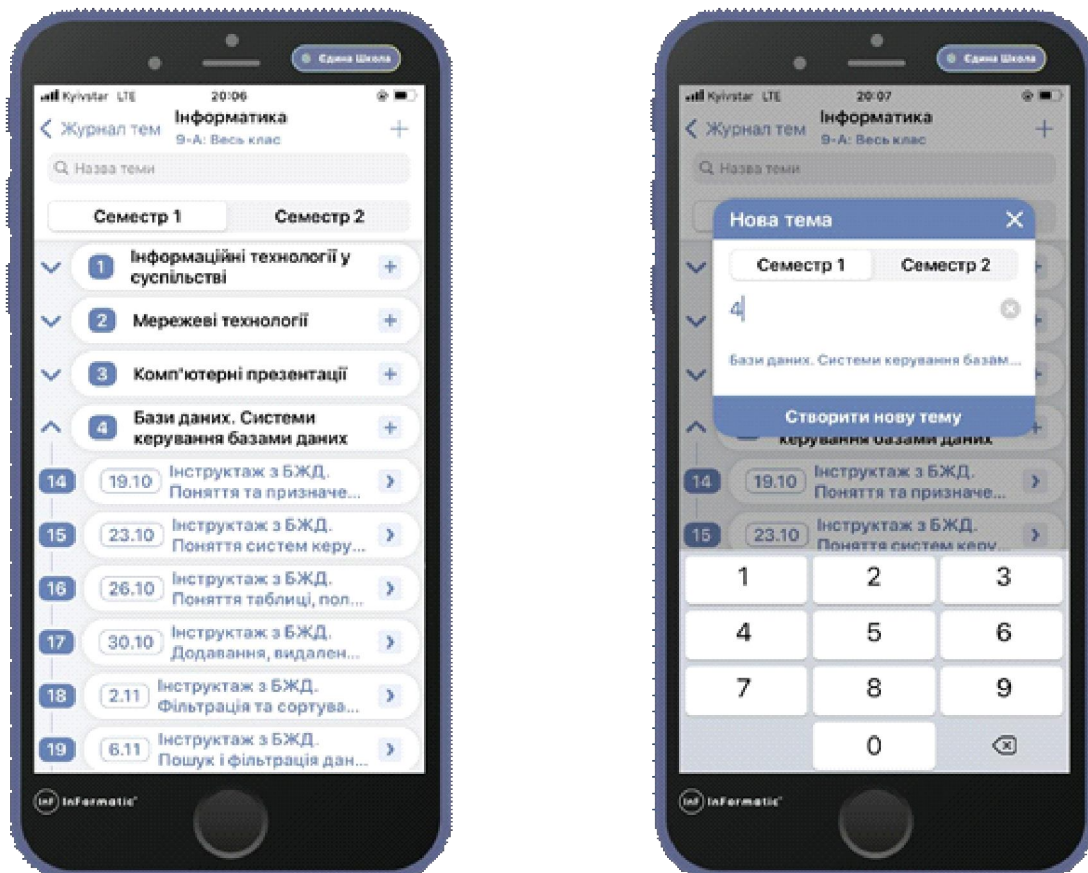 Єдина Школа
Kyivstar LTE 20:06
Інформатика
Журнал тем
9-А: Весь клас
Назва теми
Семестр 1 Семестр 2
1 Інформаційні технології у
суспільстві
2 Мережеві технології
3 Комп'ютерні презентації
4 Бази даних. Системи
керування базами даних
14 19.10 Інструктаж з БЖД.
Поняття та призначе...
15 23.10 Інструктаж з БЖД.
Поняття систем керу...
16 26.10 Інструктаж з БЖД.
Поняття таблиці, пол...
17 30.10 Інструктаж з БЖД.
Додавання, видален...
18 2.11 Інструктаж з БЖД.
Фільтрація та сортува...
19 6.11 Інструктаж з БЖД.
Пошук і фільтрація дан...
InF InFormatic
Єдина Школа
Kyivstar LTE 20:07
Інформатика
Журнал тем
9-А: Весь клас
Назва теми
Нова тема
Семестр 1 Семестр 2
4
Бази даних. Системи керування базам...
Створити нову тему
керування базами даних
14 19.10 Інструктаж з БЖД.
Поняття та призначе...
15 23.10 Інструктаж з БЖД.
Поняття систем керу...
1 2 3
4 5 6
7 8 9
0
InF InFormatic